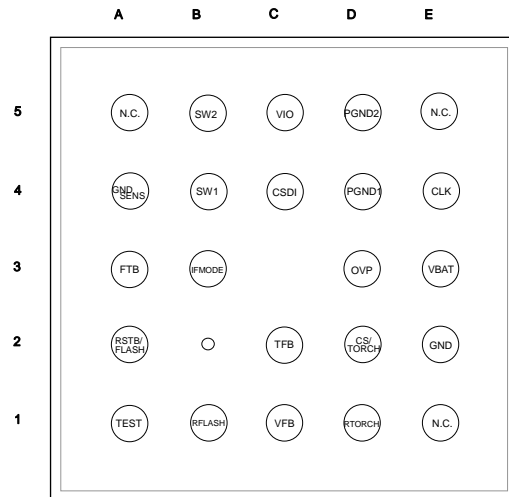 A B C D E
5 N.C. SW2 VIO PGND2 N.C.
4 GND SENS SW1 CSDI PGND1 CLK
3 FTB IFMODE OVP VBAT
2 RSTB/ FLASH TFB CS/ TORCH GND
1 TEST RFLASH VFB RTORCH N.C.